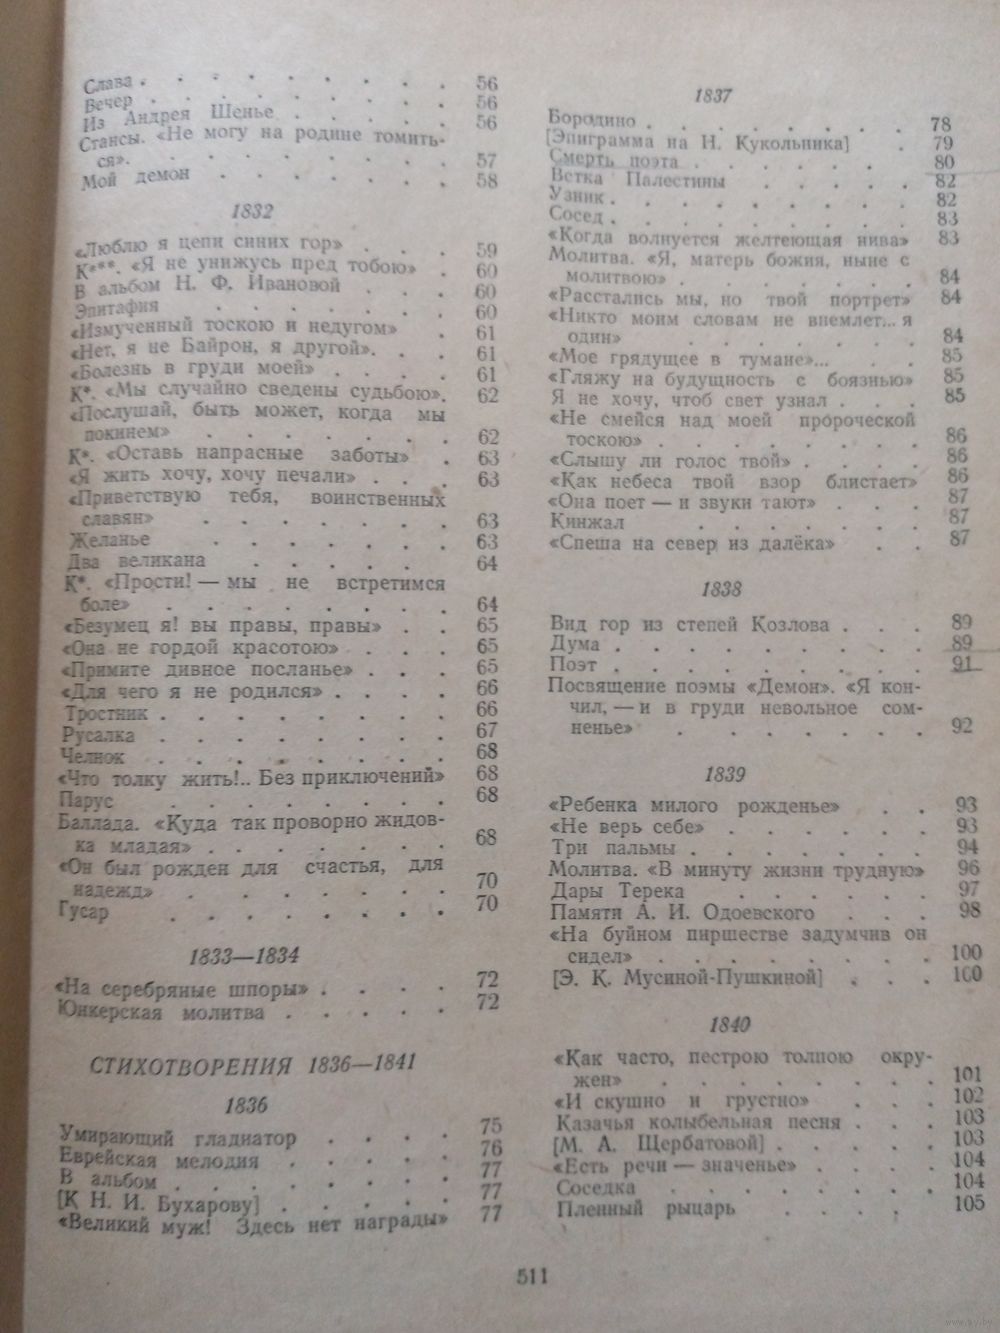 Слава . . . . . . . . . 56
Вечер . . . . . . . . . 56
Из Андрея Шенье . . . . . 56
Стансы. «Не могу на родине томить-
ся». . . . . . . . . 57
Мой демон . . . . . . . 58
1832
«Люблю я цепи синих гор» . . . 59
К***. «Я не унижусь пред тобою» . 60
В альбом Н. Ф. Ивановой . . . 60
Эпитафия . . . . . . . 60
«Измученный тоскою и недугом» . 61
«Нет, я не Байрон, я другой». . . 61
«Болезнь в груди моей» . . . . 61
К*. «Мы случайно сведены судьбою». 62
«Послушай, быть может, когда мы
покинем» . . . . . . . 62
К*. «Оставь напрасные заботы» . 63
«Я жить хочу, хочу печали» . . . 63
«Приветствую тебя, воинственных
славян» . . . . . . . 63
Желанье . . . . . . . 63
Два великана . . . . . 64
К*. «Прости! — мы не встретимся
боле» . . . . . . . . 64
«Безумец я! вы правы, правы» . . 65
«Она не гордой красотою» . . . 65
«Примите дивное посланье» . . . 65
«Для чего я не родился» . . . . 66
Тростник . . . . . . . . 66
Русалка . . . . . . . . 67
Челнок . . . . . . . . 68
«Что толку жить!.. Без приключений» 68
Парус . . . . . . . . 68
Баллада. «Куда так проворно жидов-
ка младая» . . . . . . . 68
«Он был рожден для счастья, для
надежд» . . . . . . . 70
Гусар . . . . . . . . 70
1833—1834
«На серебряные шпоры» . . . . 72
Юнкерская молитва . . . . . 72
СТИХОТВОРЕНИЯ 1836—1841
1836
Умирающий гладиатор . . . . 75
Еврейская мелодия . . . . . 76
В альбом . . . . . . . . 77
[К Н. И. Бухарову] . . . . . 77
«Великий муж! Здесь нет награды» 77
1837
Бородино . . . . . . . . 78
[Эпиграмма на Н. Кукольника] . 79
Смерть поэта . . . . . . 80
Ветка Палестины . . . . 82
Узник . . . . . . . . . 82
Сосед . . . . . . . . . 83
«Когда волнуется желтеющая нива» 83
Молитва. «Я, матерь божия, ныне с
молитвою» . . . . . . . 84
«Расстались мы, но твой портрет» 84
«Никто моим словам не внемлет... я
один» . . . . . . . 84
«Мое грядущее в тумане»... . . 85
«Гляжу на будущность с боязнью» 85
Я не хочу, чтоб свет узнал . . . 85
«Не смейся над моей пророческой
тоскою» . . . . . . . . 86
«Слышу ли голос твой» . . . . 86
«Как небеса твой взор блистает» 86
«Она поет — и звуки тают» . . . 87
Кинжал . . . . . . . 87
«Спеша на север из далёка» . . 87
1838
Вид гор из степей Козлова . . . 89
Дума . . . . . . . . . 89
Поэт . . . . . . . . . 91
Посвящение поэмы «Демон». «Я кон-
чил, — и в груди невольное сом-
ненье» . . . . . . . 92
1839
«Ребенка милого рожденье» . . 93
«Не верь себе» . . . . . . 93
Три пальмы . . . . . . . 94
Молитва. «В минуту жизни трудную» 96
Дары Терека . . . . . . 97
Памяти А. И. Одоевского . . . 98
«На буйном пиршестве задумчив он
сидел» . . . . . . . . 100
[Э. К. Мусиной-Пушкиной] . . . 100
1840
«Как часто, пестрою толпою окру-
жен» . . . . . . . . 101
«И скушно и грустно» . . . 102
Казачья колыбельная песня . . . 103
[М. А. Щербатовой] . . . . . . 103
«Есть речи — значенье» . . . . 104
Соседка . . . . . . . . 104
Пленный рыцарь . . . . 105
511
www.ay.by